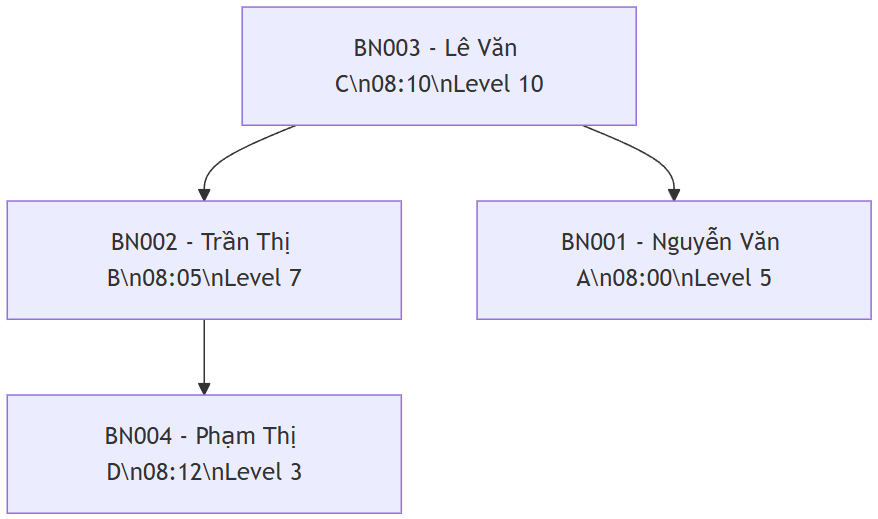 BN003 - Lê Văn
C\n08:10\nLevel 10
BN002 - Trần Thị
B\n08:05\nLevel 7
BN001 - Nguyễn Văn
A\n08:00\nLevel 5
BN004 - Phạm Thị
D\n08:12\nLevel 3